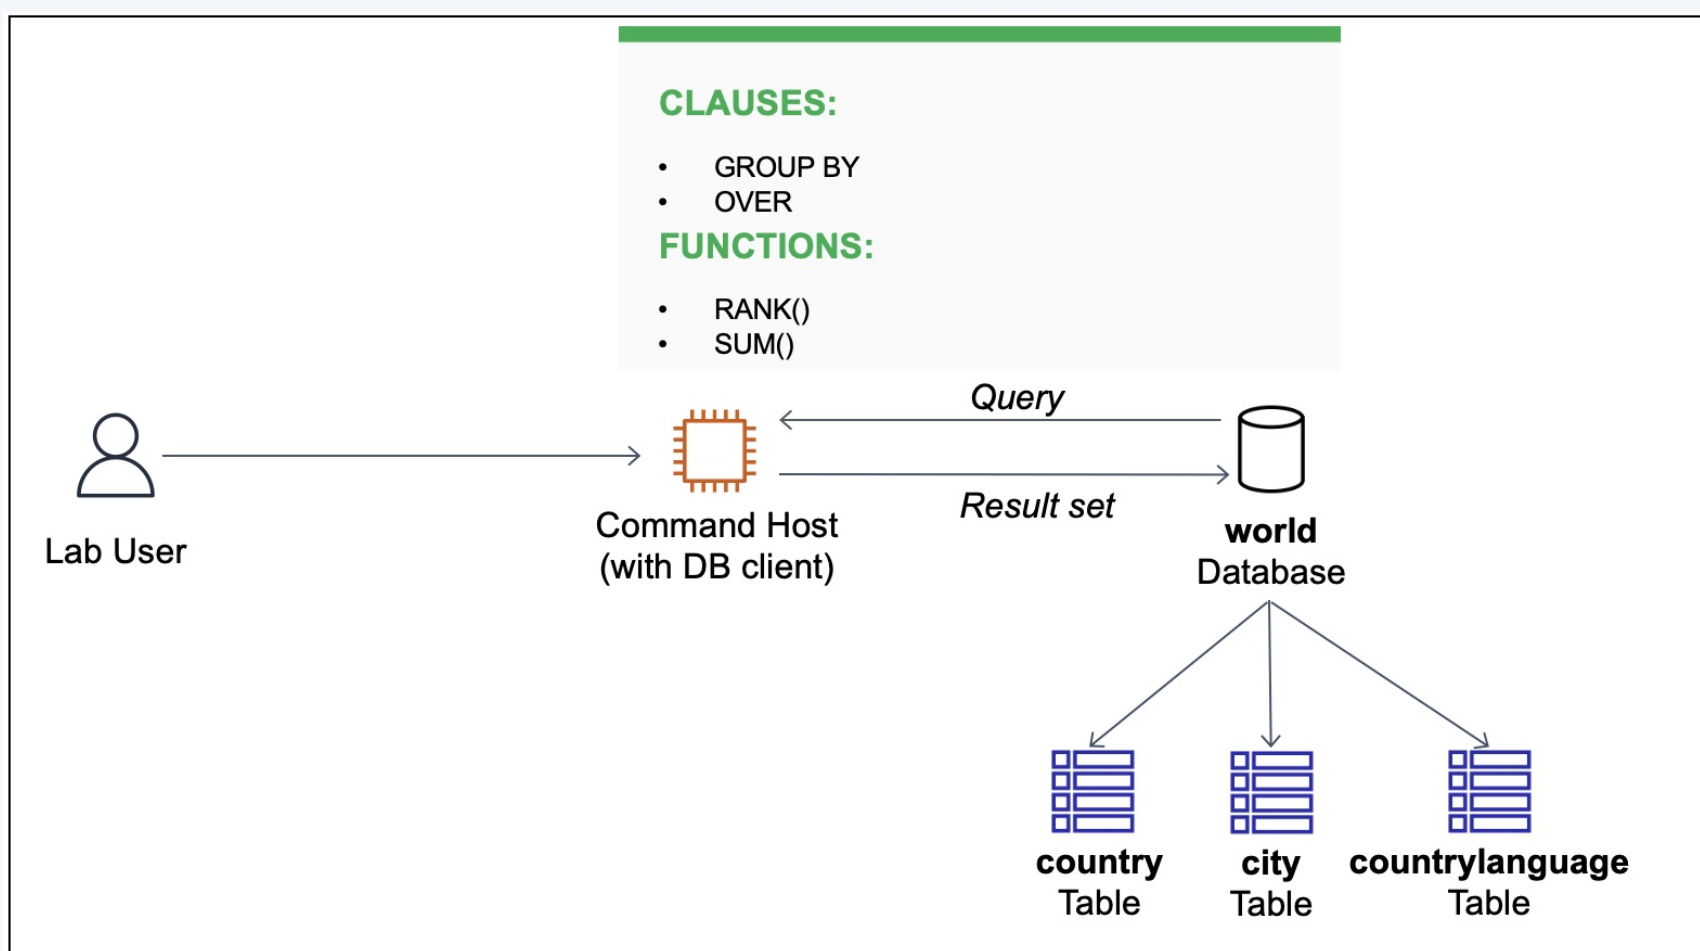 CLAUSES:
• GROUP BY
• OVER
FUNCTIONS:
• RANK()
• SUM()
Query
Result set
Lab User
Command Host
(with DB client)
world
Database
country
Table
city
Table
countrylanguage
Table